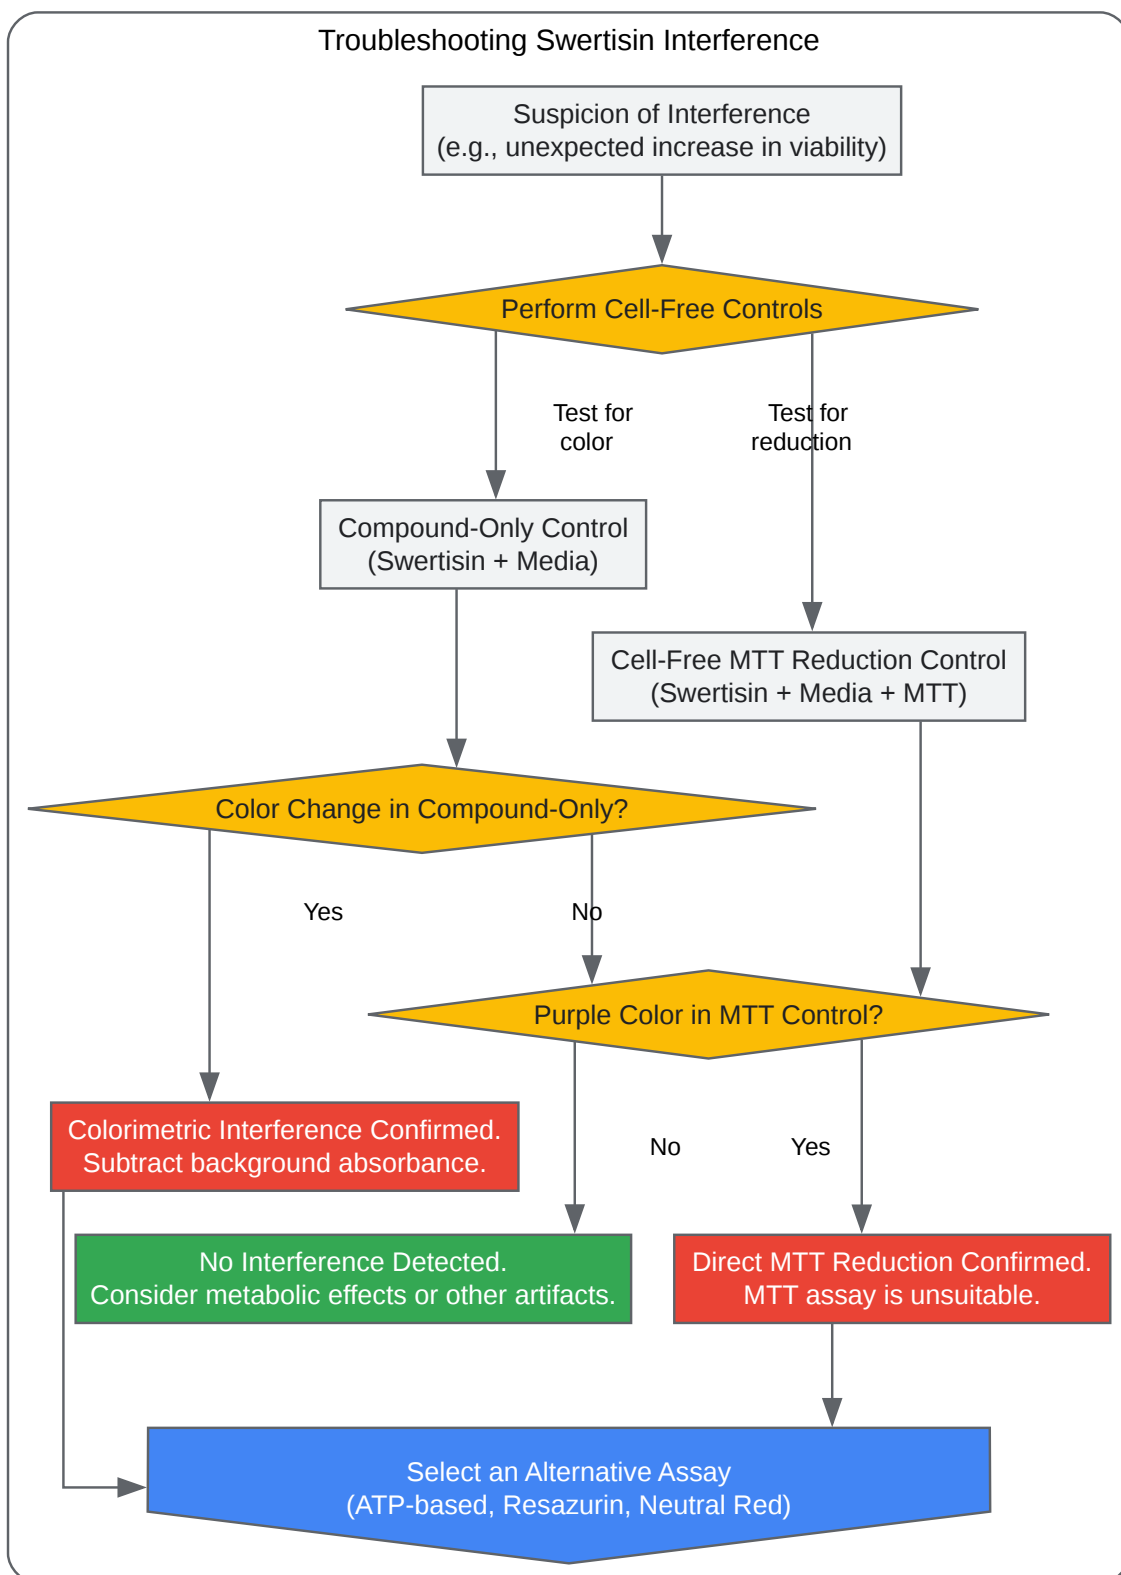 Troubleshooting Swertisin Interference
Suspicion of Interference
(e.g., unexpected increase in viability)
Perform Cell-Free Controls
Test for
color
Test for
reduction
Compound-Only Control
(Swertisin + Media)
Cell-Free MTT Reduction Control
(Swertisin + Media + MTT)
Color Change in Compound-Only?
Yes
No
Purple Color in MTT Control?
Colorimetric Interference Confirmed.
Subtract background absorbance.
No
Yes
No Interference Detected.
Consider metabolic effects or other artifacts.
Direct MTT Reduction Confirmed.
MTT assay is unsuitable.
Select an Alternative Assay
(ATP-based, Resazurin, Neutral Red)